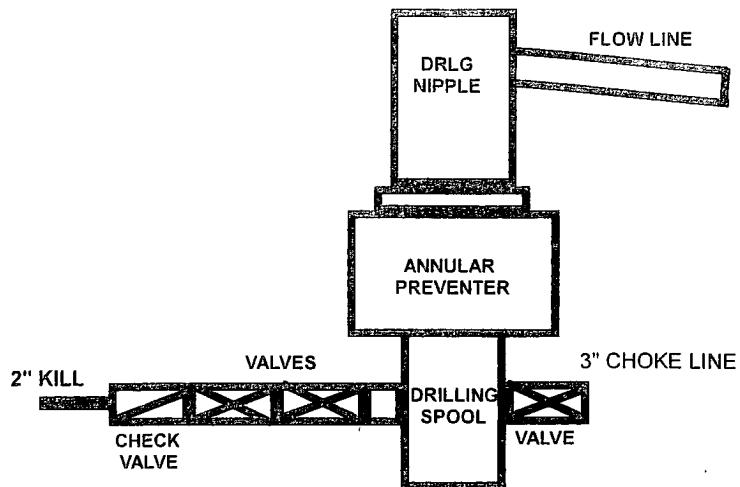 DRLG
NIPPLE
FLOW LINE
ANNULAR
PREVENTER
VALVES
3" CHOKE LINE
2" KILL
DRILLING
SPOOL
CHECK
VALVE
VALVE